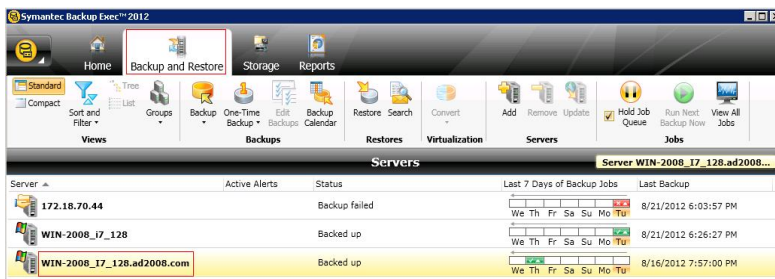 Symantec Backup Exec™ 2012
Home Backup and Restore Storage Reports
Standard Tree
Compact List
Sort and Filter Groups Backup One-Time Backup Edit Backups Backup Calendar Restore Search Convert Add Remove Update Hold Job Queue Run Next Backup Now View All Jobs
Views Backups Restores Virtualization Servers Jobs
Servers Server WIN-2008_I7_128.ad2008...
Server Active Alerts Status Last 7 Days of Backup Jobs Last Backup
172.18.70.44 Backup failed 8/21/2012 6:03:57 PM
We Th Fr Sa Su Mo Tu
WIN-2008_i7_128 Backed up 8/21/2012 6:26:27 PM
We Th Fr Sa Su Mo Tu
WIN-2008_I7_128.ad2008.com Backed up 8/16/2012 7:57:00 PM
We Th Fr Sa Su Mo Tu